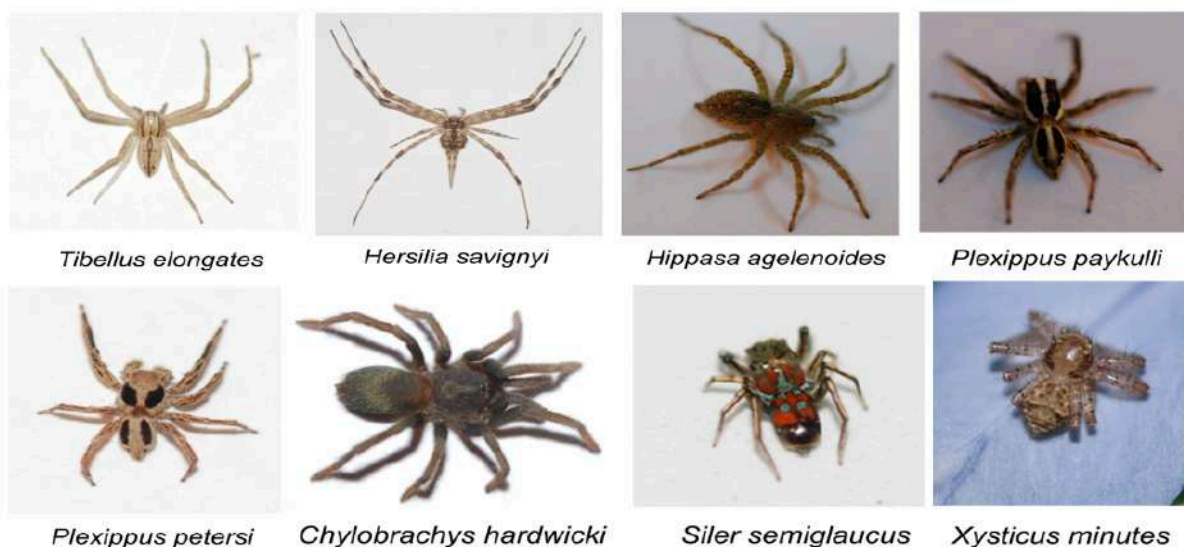 Tibellus elongates
Hersilia savignyi
Hippasa agelenoides
Plexippus paykulli
Plexippus petersi
Chylobrachys hardwicki
Siler semiglaucus
Xysticus minutes